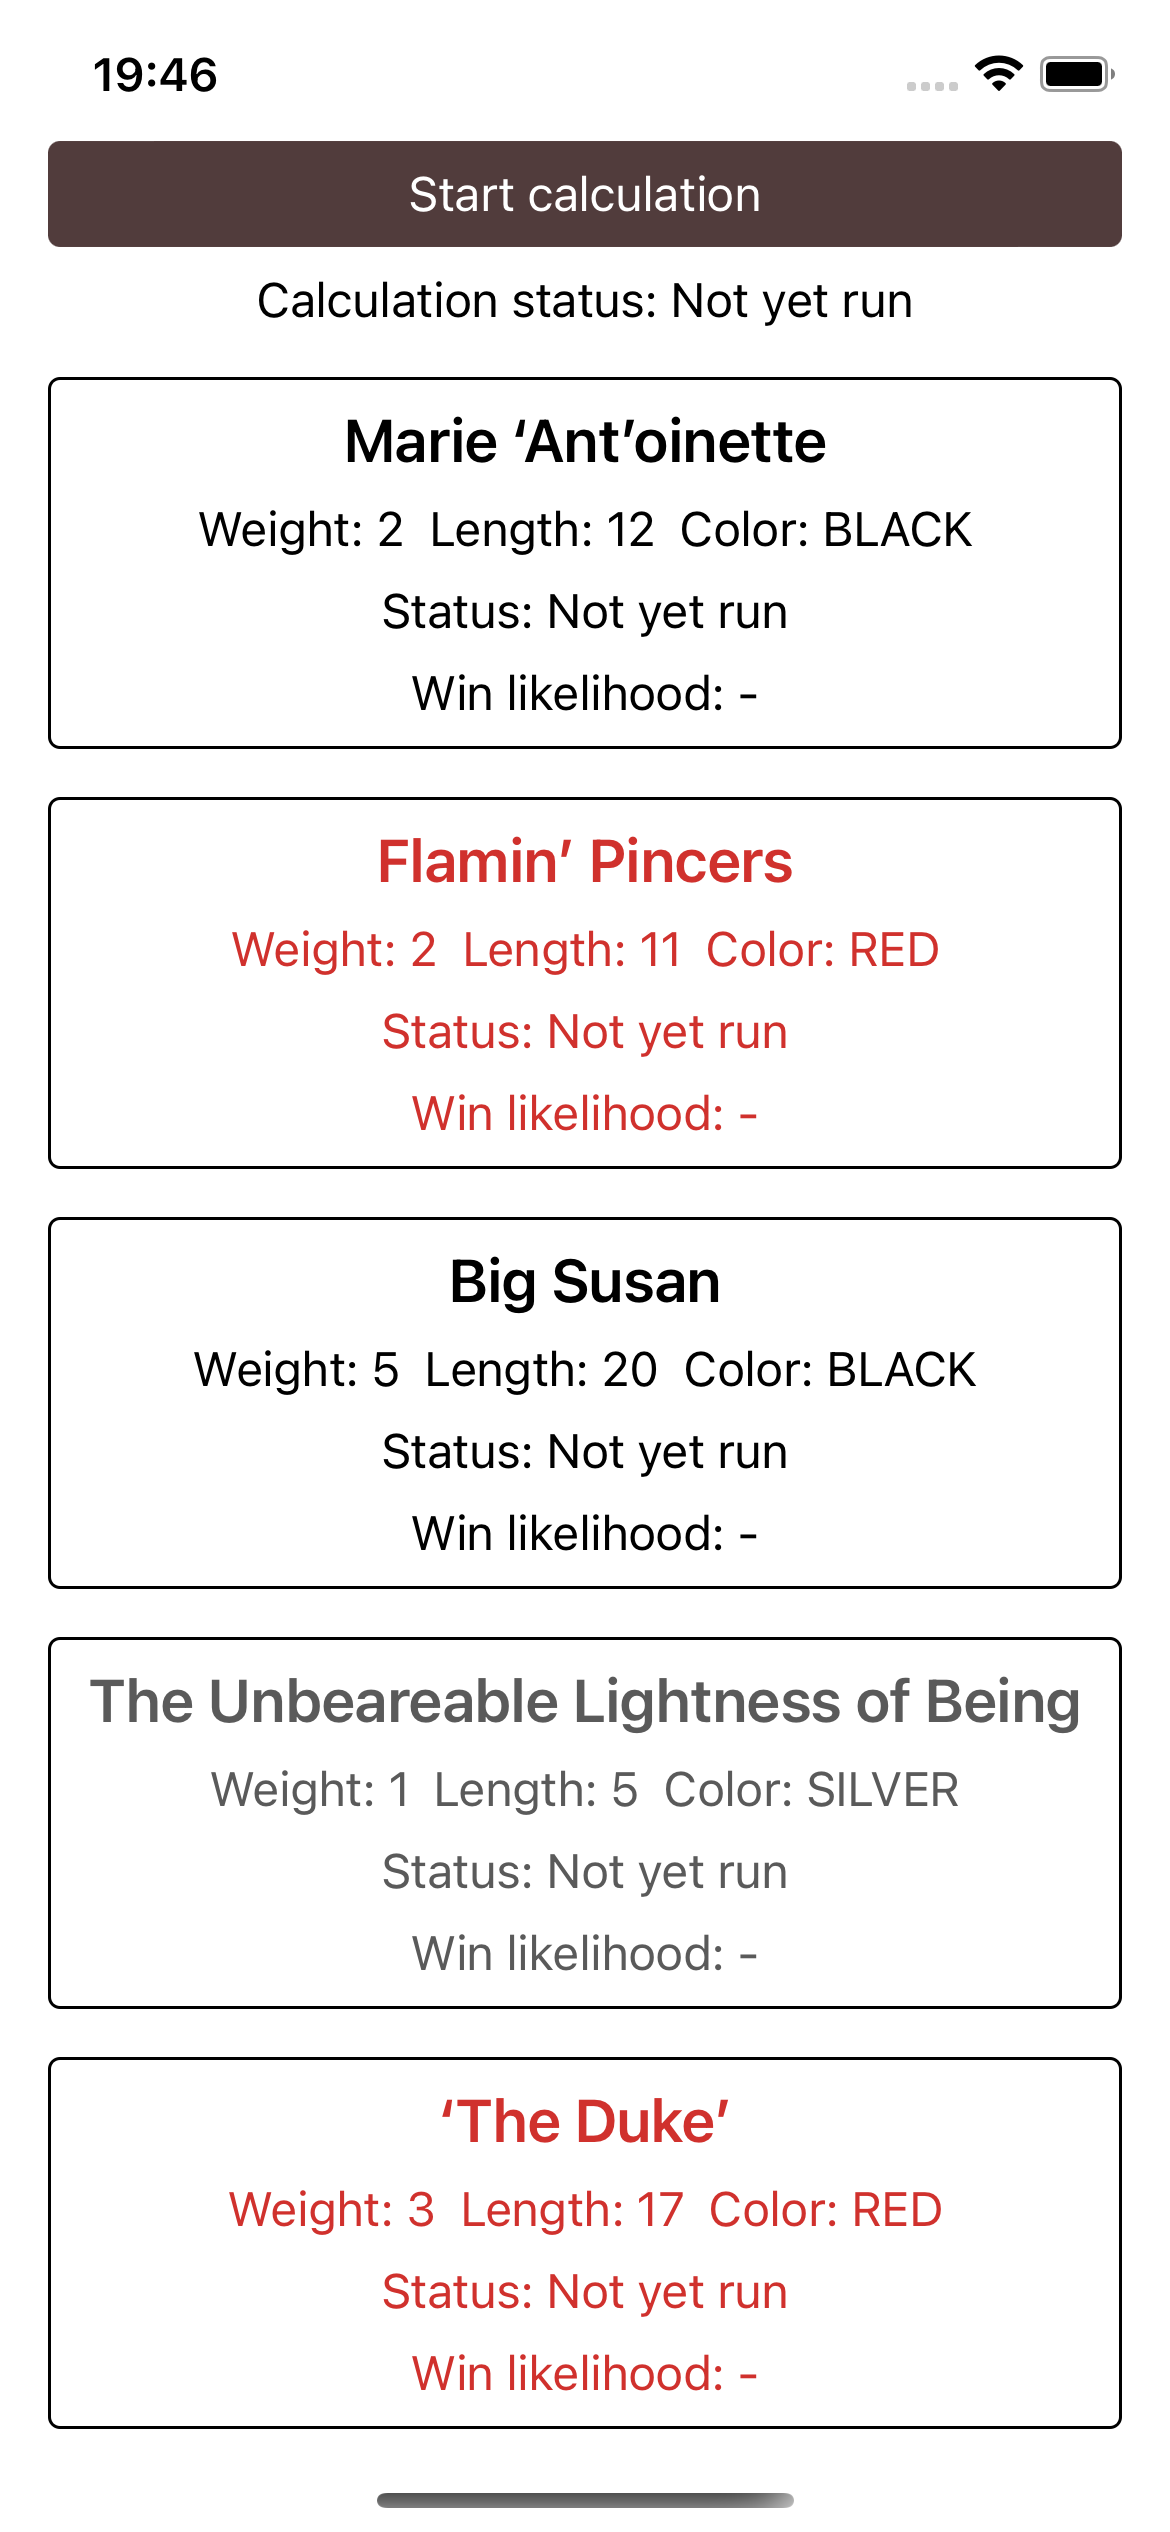 19:46
Start calculation
Calculation status: Not yet run
Marie ‘Ant’oinette
Weight: 2 Length: 12 Color: BLACK
Status: Not yet run
Win likelihood: -
Flamin’ Pincers
Weight: 2 Length: 11 Color: RED
Status: Not yet run
Win likelihood: -
Big Susan
Weight: 5 Length: 20 Color: BLACK
Status: Not yet run
Win likelihood: -
The Unbeareable Lightness of Being
Weight: 1 Length: 5 Color: SILVER
Status: Not yet run
Win likelihood: -
‘The Duke’
Weight: 3 Length: 17 Color: RED
Status: Not yet run
Win likelihood: -